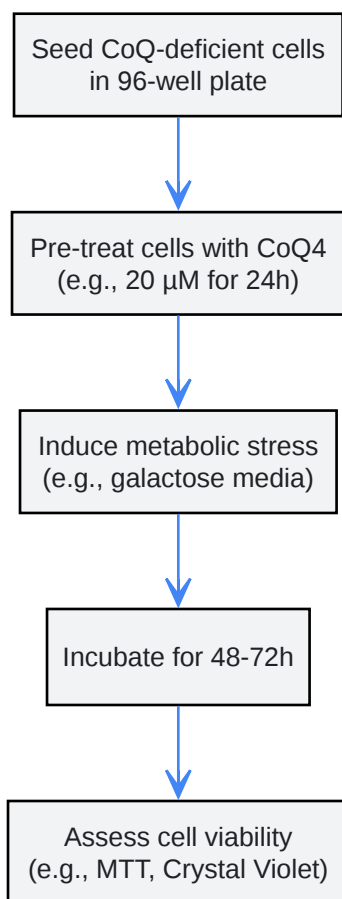 Seed CoQ-deficient cells
in 96-well plate
Pre-treat cells with CoQ4
(e.g., 20 µM for 24h)
Induce metabolic stress
(e.g., galactose media)
Incubate for 48-72h
Assess cell viability
(e.g., MTT, Crystal Violet)